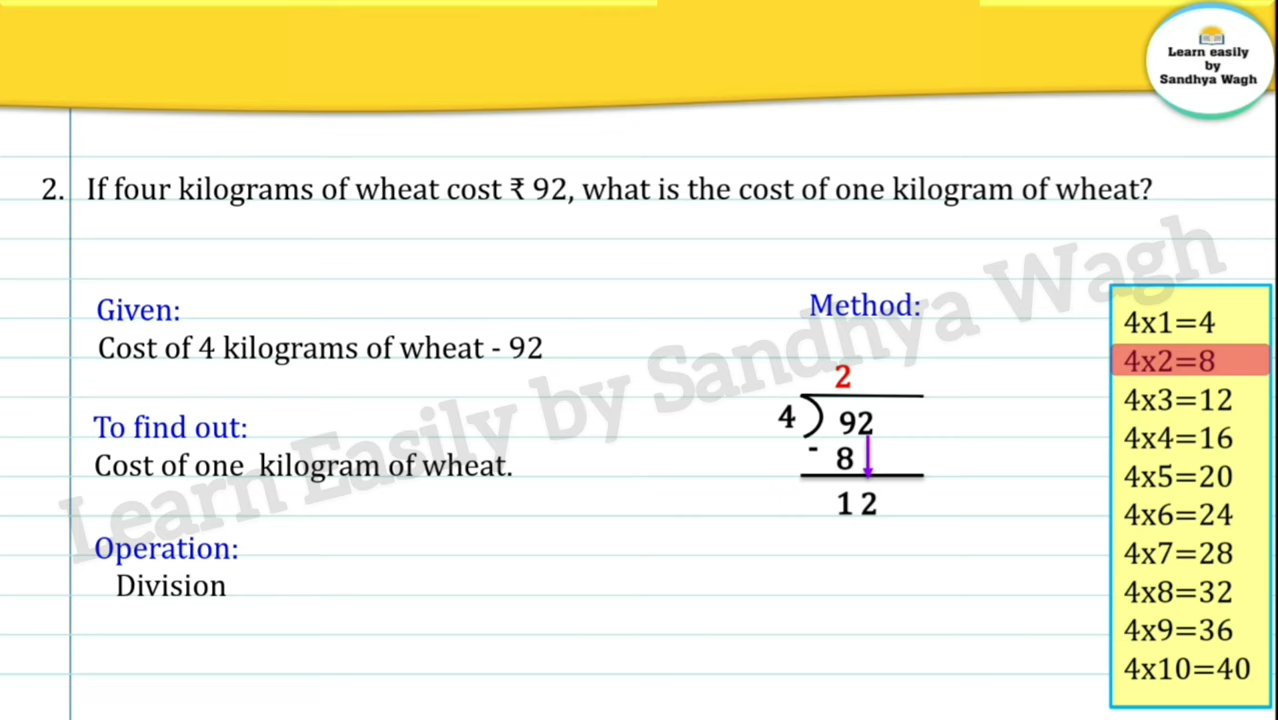 Learn easily
by
Sandhya Wagh
2. If four kilograms of wheat cost ₹ 92, what is the cost of one kilogram of wheat?
Given:
Cost of 4 kilograms of wheat - 92
To find out:
Cost of one kilogram of wheat.
Operation:
Division
Method:
2
4 ) 92
- 8
1 2
4x1=4
4x2=8
4x3=12
4x4=16
4x5=20
4x6=24
4x7=28
4x8=32
4x9=36
4x10=40
Learn Easily by Sandhya Wagh